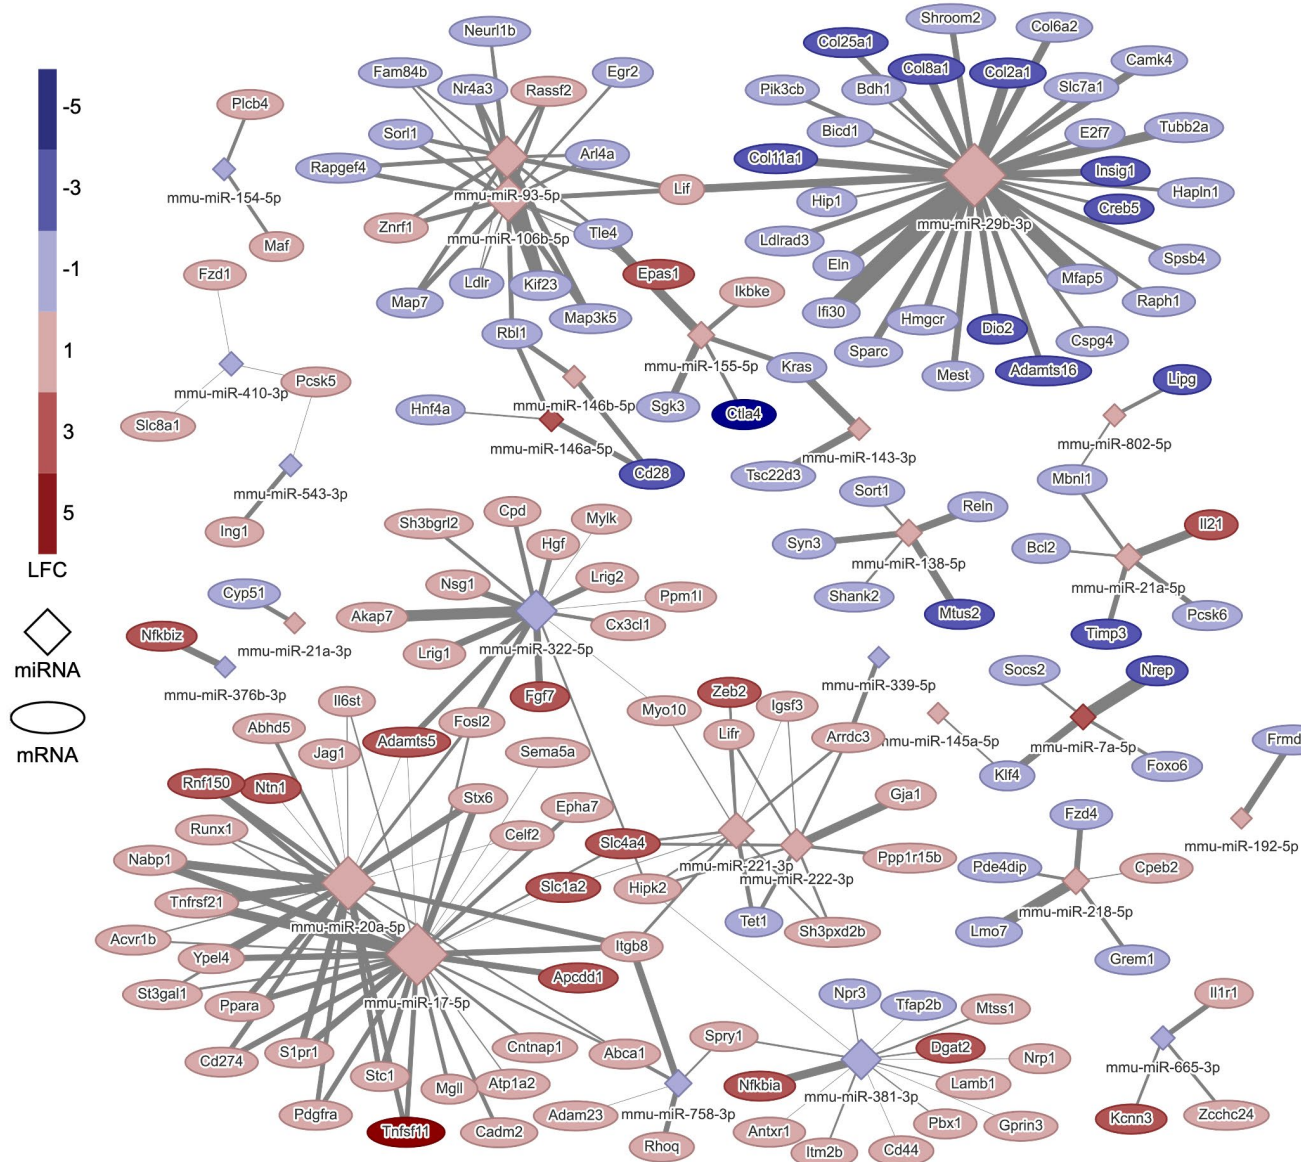 -5
-3
-1
1
3
5
LFC
miRNA
mRNA
Plcb4
mmu-miR-154-5p
Maf
Fzd1
mmu-miR-410-3p
Pcsk5
Slc8a1
mmu-miR-543-3p
Ing1
Cyp51
mmu-miR-21a-3p
Nfkbiz
mmu-miR-376b-3p
Neurl1b
Fam84b
Nr4a3
Rassf2
Egr2
Sorl1
Arl4a
Rapgef4
mmu-miR-93-5p
Lif
Znrf1
mmu-miR-106b-5p
Tle4
Ldlr
Kif23
Map7
Map3k5
Epas1
Ikbke
Rbl1
mmu-miR-155-5p
Kras
mmu-miR-146b-5p
Hnf4a
Sgk3
Ctla4
mmu-miR-146a-5p
mmu-miR-143-3p
Cd28
Tsc22d3
Shroom2
Col6a2
Col25a1
Col8a1
Col2a1
Camk4
Pik3cb
Bdh1
Slc7a1
Bicd1
E2f7
Tubb2a
Col11a1
Insig1
Hip1
Creb5
Hapln1
mmu-miR-29b-3p
Ldlrad3
Eln
Spsb4
Mfap5
Ifi30
Raph1
Hmgcr
Dio2
Cspg4
Sparc
Mest
Adamts16
Lipg
mmu-miR-802-5p
Mbnl1
Il21
Bcl2
mmu-miR-21a-5p
Pcsk6
Timp3
Sort1
Reln
Syn3
mmu-miR-138-5p
Shank2
Mtus2
Sh3bgrl2
Cpd
Mylk
Hgf
Nsg1
Lrig2
Ppm1l
Akap7
Cx3cl1
Lrig1
mmu-miR-322-5p
Fgf7
Il6st
Abhd5
Jag1
Adamts5
Fosl2
Sema5a
Rnf150
Ntn1
Stx6
Epha7
Runx1
Celf2
Nabp1
Slc1a2
Tnfrsf21
mmu-miR-20a-5p
Acvr1b
Itgb8
Ypel4
Apcdd1
St3gal1
Ppara
mmu-miR-17-5p
Cd274
S1pr1
Cntnap1
Abca1
Stc1
Mgll
Atp1a2
Pdgfra
Tnfsf11
Cadm2
Zeb2
Igsf3
Myo10
Lifr
Arrdc3
mmu-miR-339-5p
Gja1
Slc4a4
mmu-miR-221-3p
Ppp1r15b
Hipk2
mmu-miR-222-3p
Tet1
Sh3pxd2b
mmu-miR-145a-5p
Socs2
Nrep
mmu-miR-7a-5p
Klf4
Foxo6
Frmd
mmu-miR-192-5p
Fzd4
Pde4dip
Cpeb2
mmu-miR-218-5p
Lmo7
Grem1
Npr3
Tfap2b
Mtss1
Spry1
Dgat2
Nrp1
Nfkbia
Lamb1
mmu-miR-381-3p
Antxr1
Pbx1
Gprin3
Itm2b
Cd44
Adam23
mmu-miR-758-3p
Rhoq
Il1r1
mmu-miR-665-3p
Kcnn3
Zcchc24